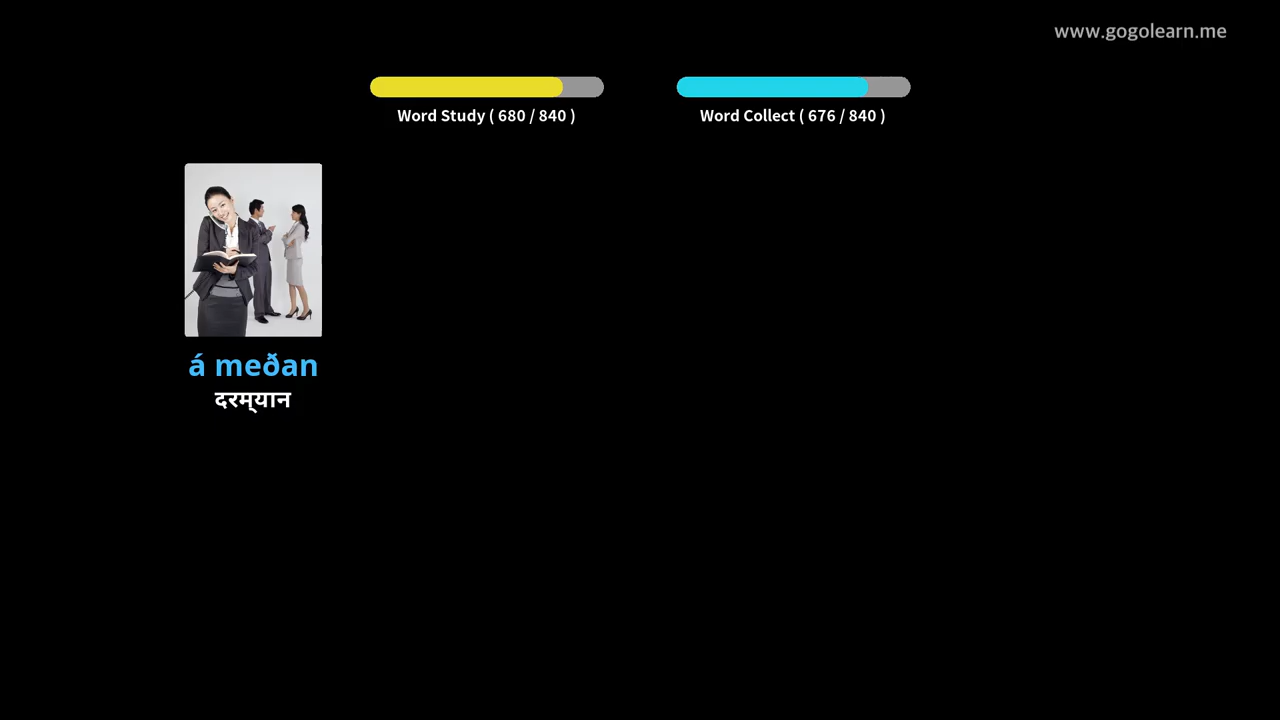 www.gogolearn.me
Word Study ( 680 / 840 )
Word Collect ( 676 / 840 )
á meðan
दरम्यान